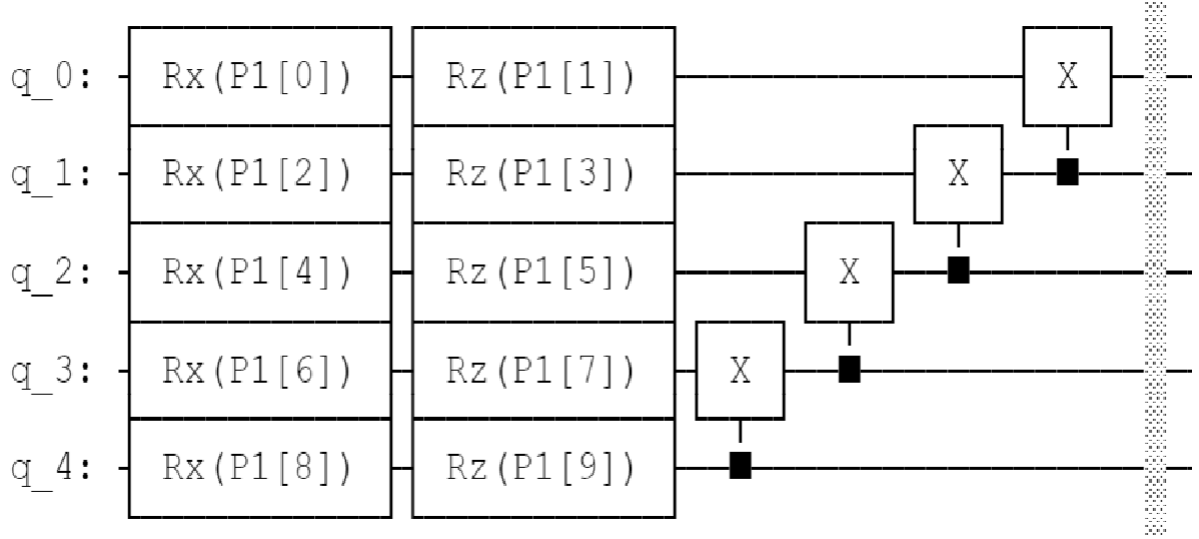 X
q_0: Rx(P1[0]) Rz(P1[1])
X
q_1: Rx(P1[2]) Rz(P1[3])
X
q_2: Rx(P1[4]) Rz(P1[5])
X
q_3: Rx(P1[6]) Rz(P1[7])
q_4: Rx(P1[8]) Rz(P1[9])